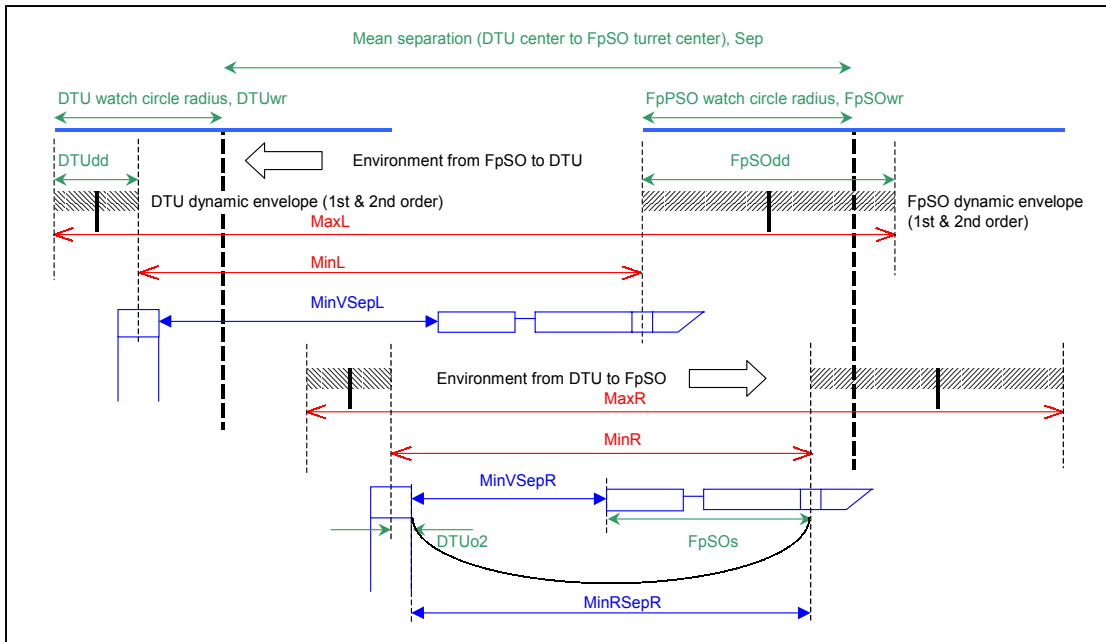 Mean separation (DTU center to FpSO turret center), Sep
DTU watch circle radius, DTUwr
FpPSO watch circle radius, FpSOwr
DTUdd
Environment from FpSO to DTU
FpSOdd
DTU dynamic envelope (1st & 2nd order)
FpSO dynamic envelope
(1st & 2nd order)
MaxL
MinL
MinVSepL
Environment from DTU to FpSO
MaxR
MinR
MinVSepR
DTUo2
FpSOs
MinRSepR